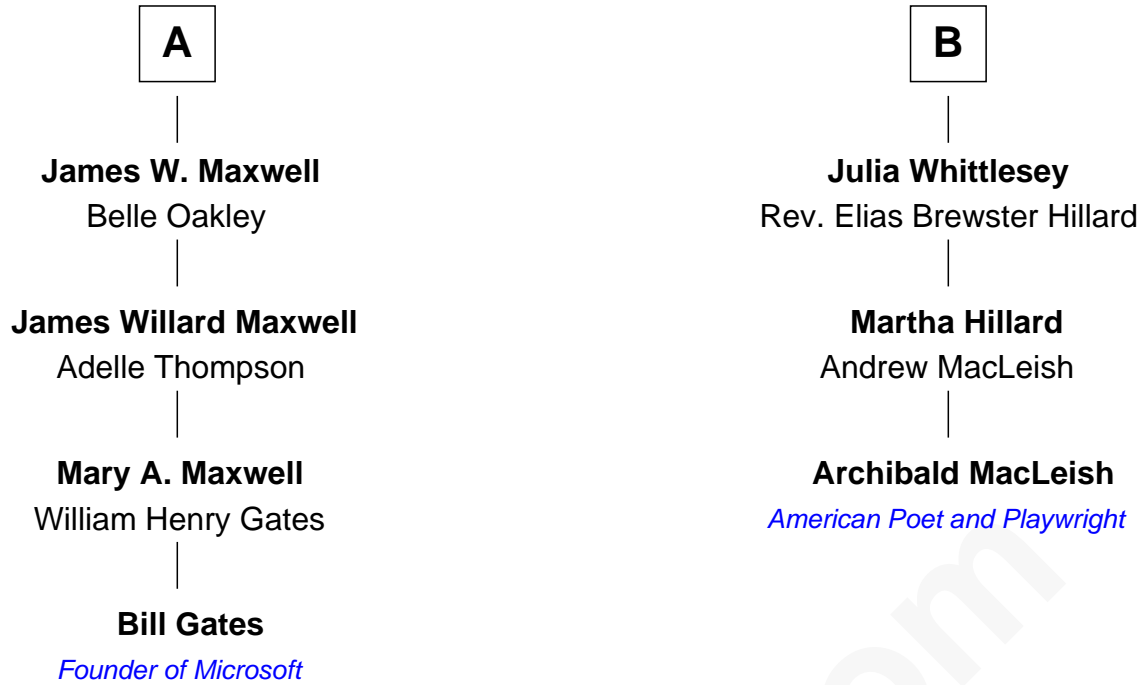 A
James W. Maxwell
Belle Oakley
James Willard Maxwell
Adelle Thompson
Mary A. Maxwell
William Henry Gates
Bill Gates
Founder of Microsoft
B
Julia Whittlesey
Rev. Elias Brewster Hillard
Martha Hillard
Andrew MacLeish
Archibald MacLeish
American Poet and Playwright
om